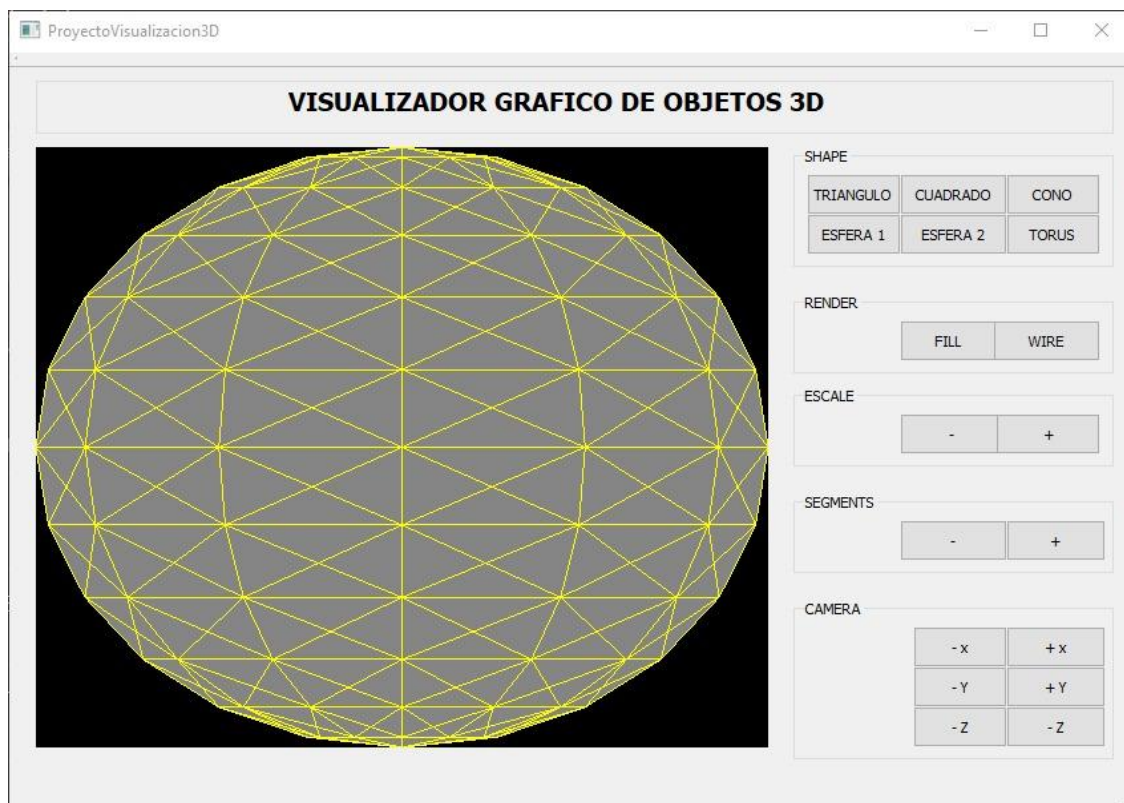 ProyectoVisualizacion3D
VISUALIZADOR GRAFICO DE OBJETOS 3D
SHAPE
TRIANGULO CUADRADO CONO
ESFERA 1 ESFERA 2 TORUS
RENDER
FILL WIRE
ESCALE
- +
SEGMENTS
- +
CAMERA
- x + x
- Y + Y
- Z - Z